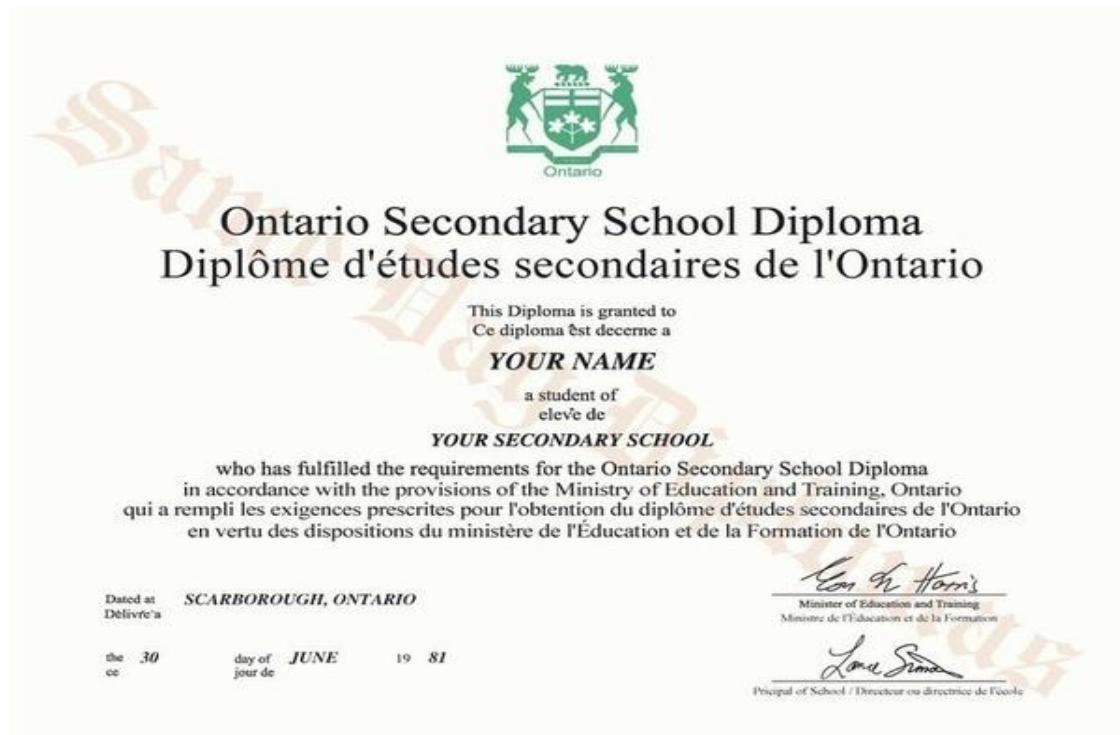 Ontario
Ontario Secondary School Diploma
Diplôme d'études secondaires de l'Ontario
This Diploma is granted to
Ce diploma est decerne a
YOUR NAME
a student of
eleve de
YOUR SECONDARY SCHOOL
who has fulfilled the requirements for the Ontario Secondary School Diploma
in accordance with the provisions of the Ministry of Education and Training, Ontario
qui a rempli les exigences prescrites pour l'obtention du diplôme d'études secondaires de l'Ontario
en vertu des dispositions du ministère de l'Éducation et de la Formation de l'Ontario
Same Day Diplomas
Dated at SCARBOROUGH, ONTARIO
Délivre'a
the 30 day of JUNE 19 81
ce jour de
Harris
Minister of Education and Training
Ministre de l'Éducation et de la Formation
Pricipal of School / Directeur ou directrice de l'école